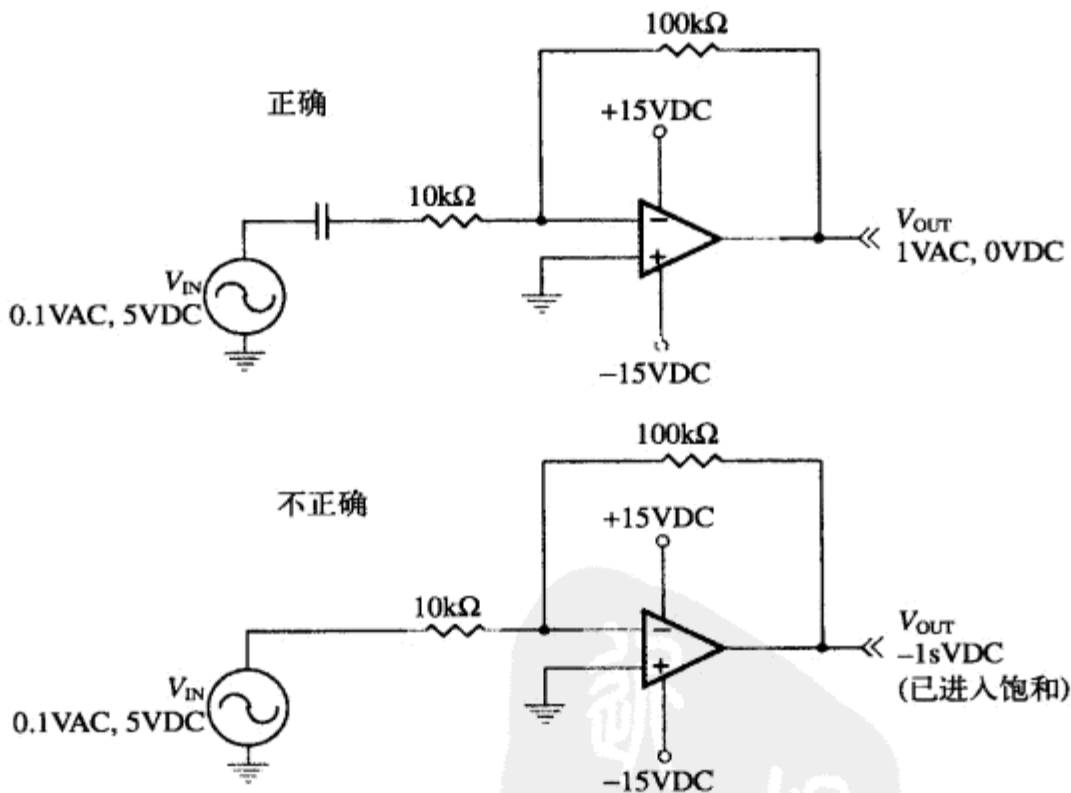 100kΩ
正确
+15VDC
10kΩ
V_IN
0.1VAC, 5VDC
V_OUT
1VAC, 0VDC
−15VDC
100kΩ
不正确
+15VDC
10kΩ
V_IN
0.1VAC, 5VDC
V_OUT
−1sVDC
(已进入饱和)
−15VDC